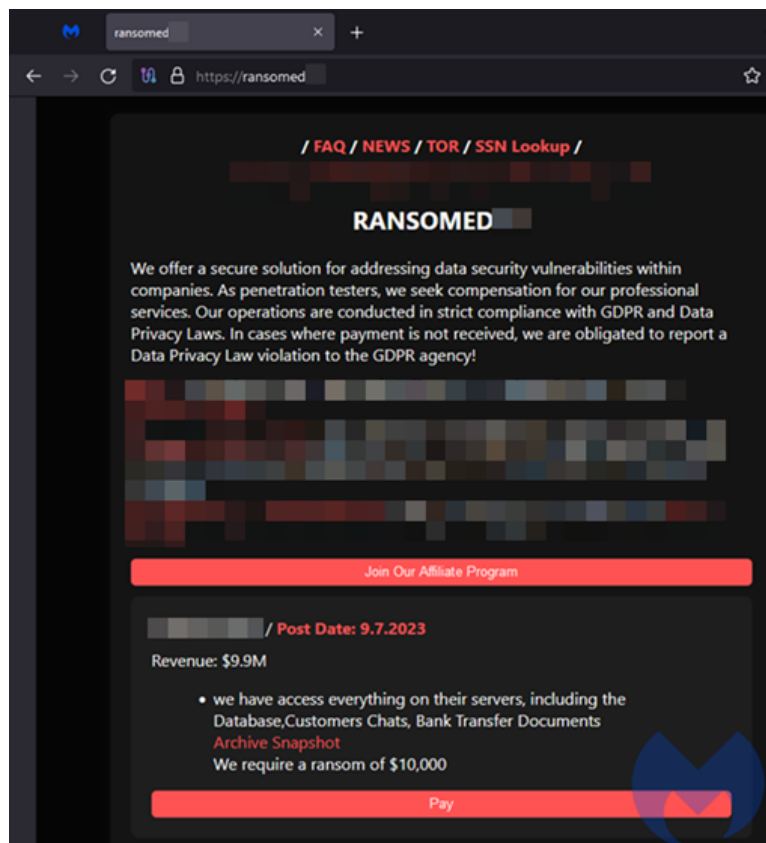 ransomed
https://ransomed
/ FAQ / NEWS / TOR / SSN Lookup /
RANSOMED
We offer a secure solution for addressing data security vulnerabilities within
companies. As penetration testers, we seek compensation for our professional
services. Our operations are conducted in strict compliance with GDPR and Data
Privacy Laws. In cases where payment is not received, we are obligated to report a
Data Privacy Law violation to the GDPR agency!
Join Our Affiliate Program
/ Post Date: 9.7.2023
Revenue: $9.9M
• we have access everything on their servers, including the
Database,Customers Chats, Bank Transfer Documents
Archive Snapshot
We require a ransom of $10,000
Pay